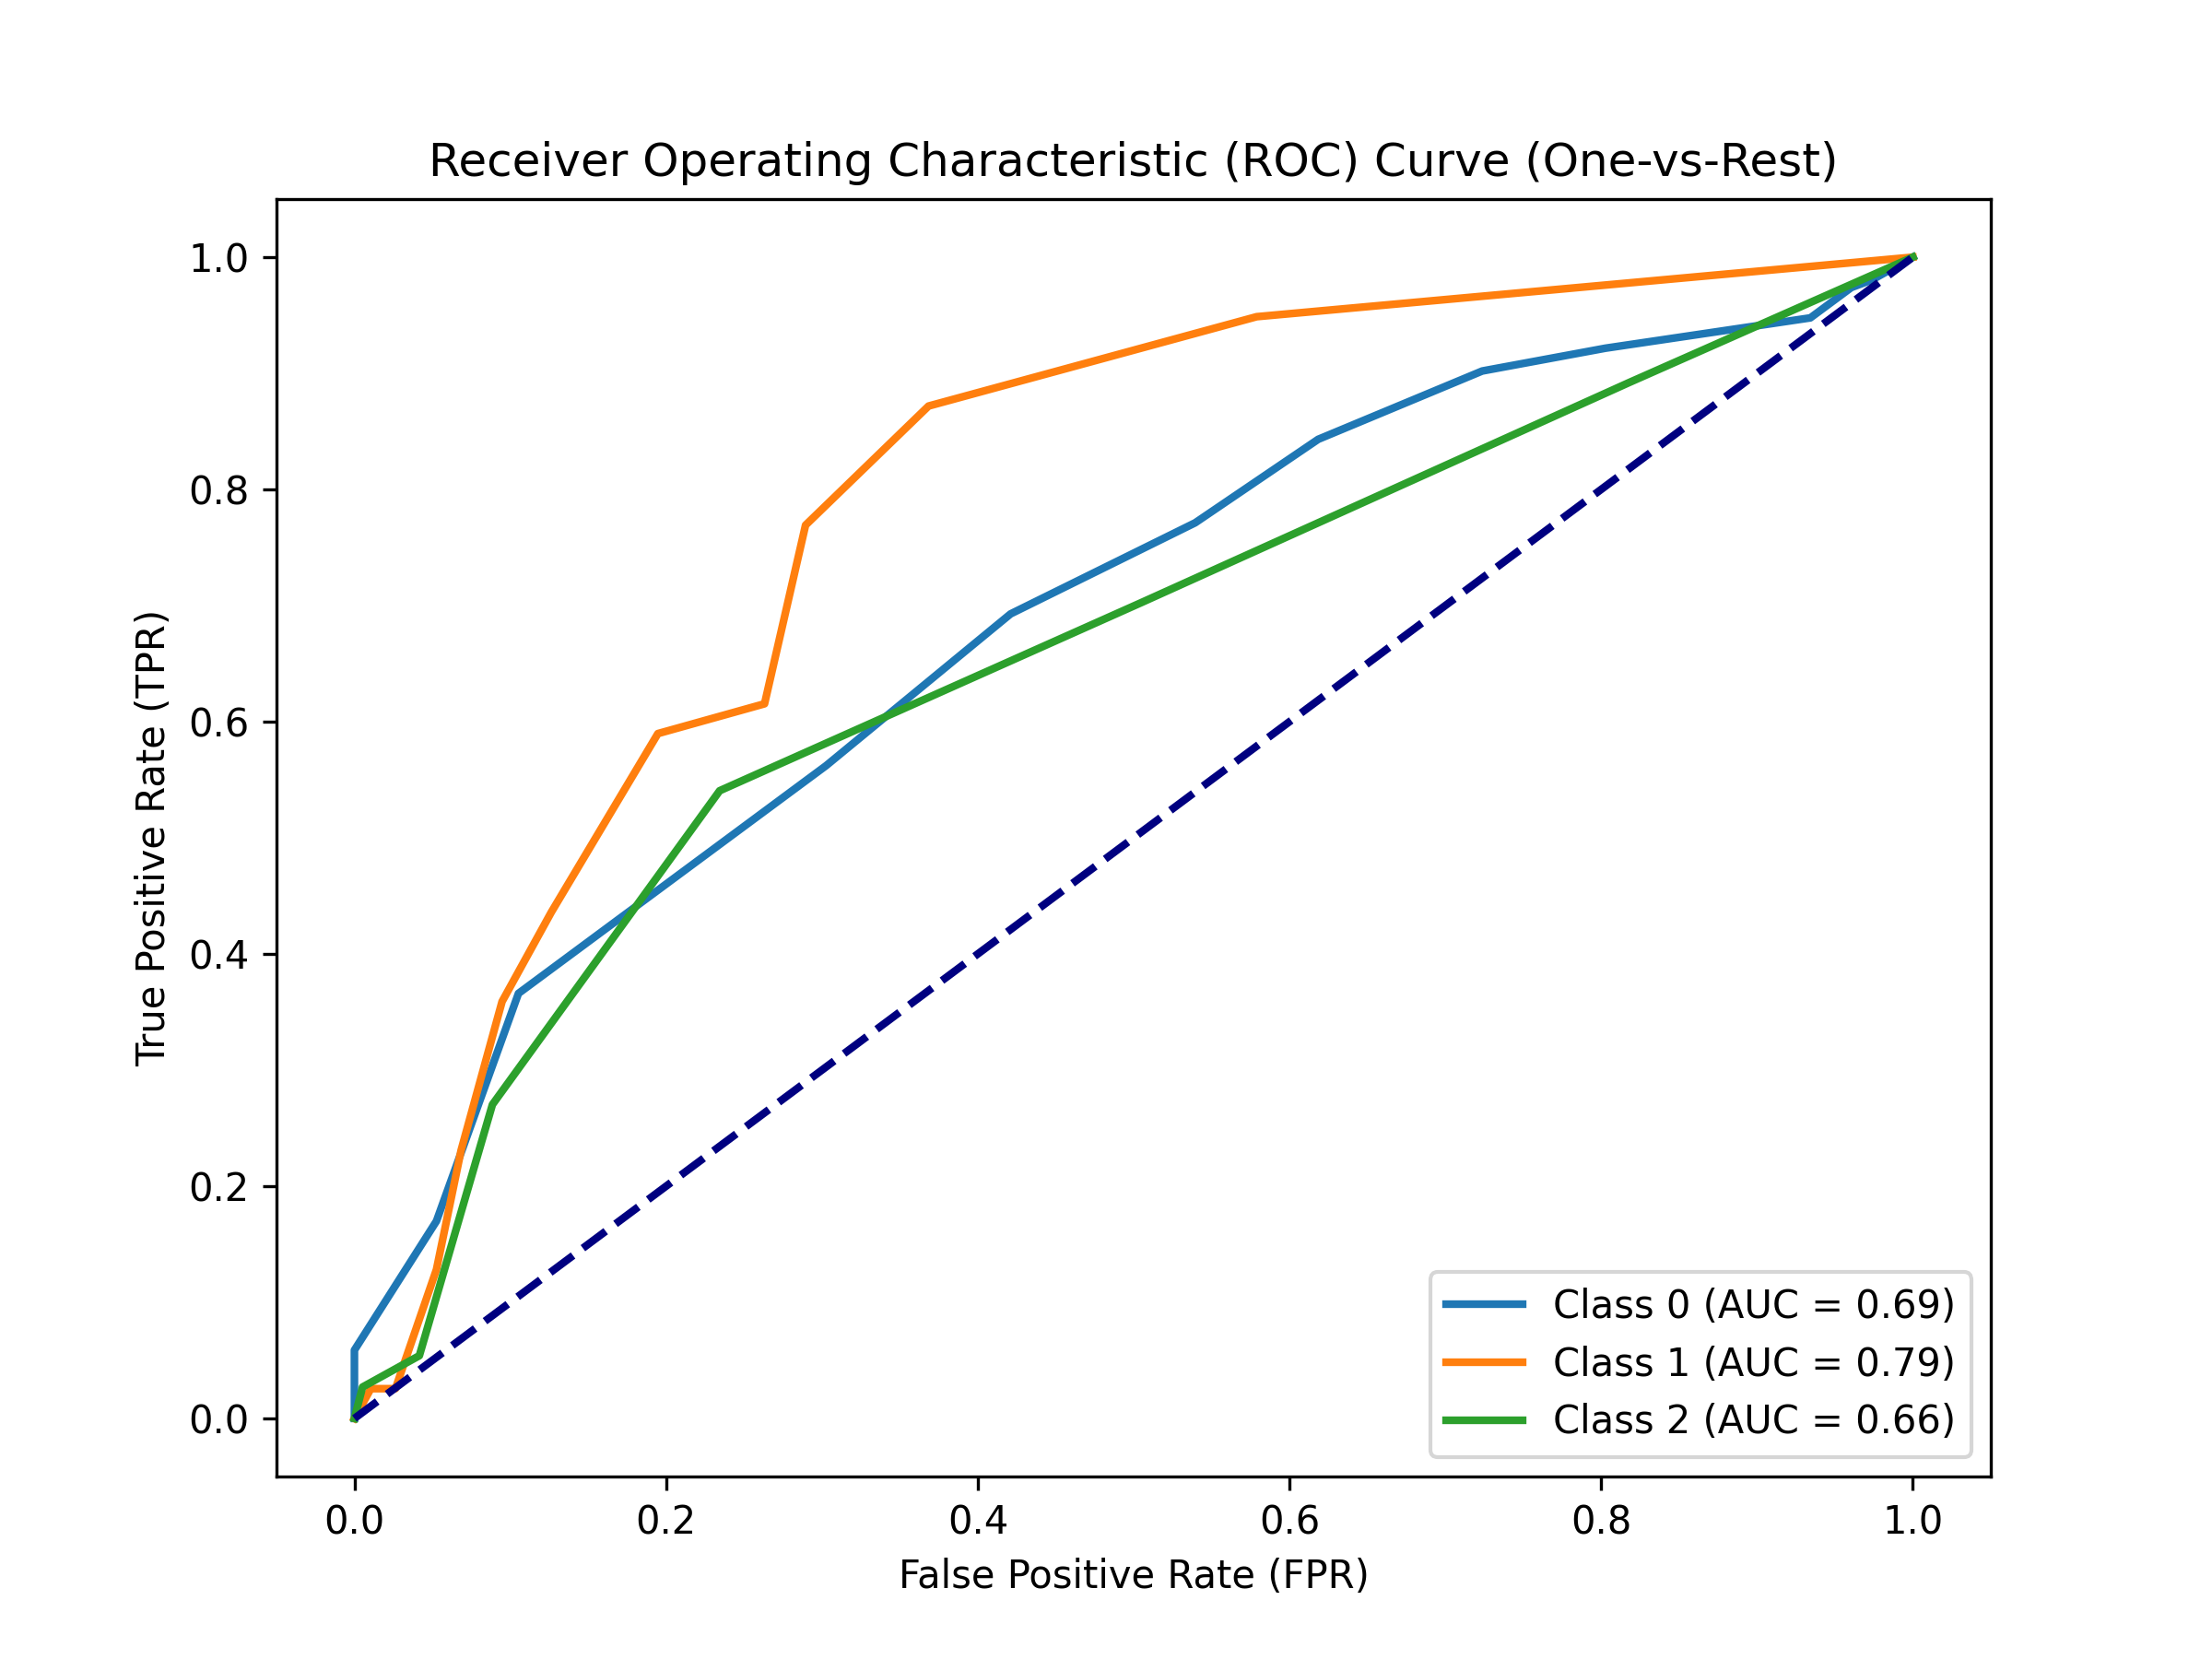 Receiver Operating Characteristic (ROC) Curve (One-vs-Rest)
True Positive Rate (TPR)
1.0
0.8
0.6
0.4
0.2
0.0
Class 0 (AUC = 0.69)
Class 1 (AUC = 0.79)
Class 2 (AUC = 0.66)
0.0 0.2 0.4 0.6 0.8 1.0
False Positive Rate (FPR)